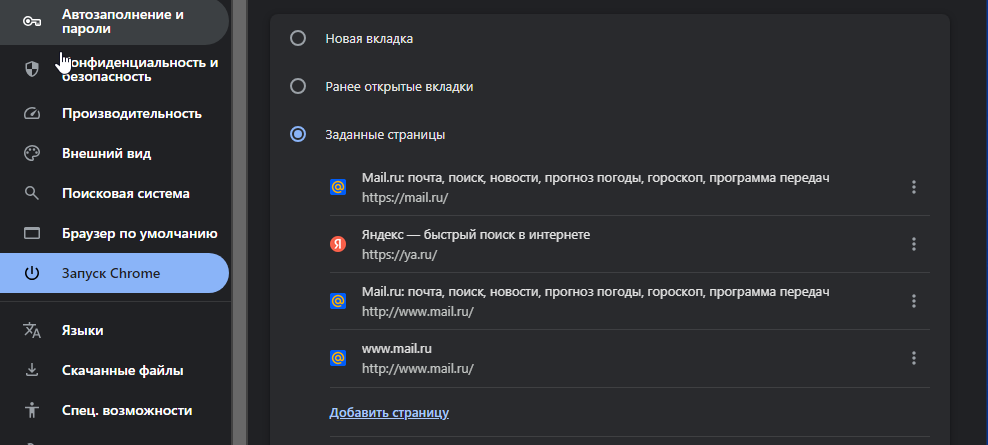 Автозаполнение и
пароли
Конфиденциальность и
безопасность
Производительность
Внешний вид
Поисковая система
Браузер по умолчанию
Запуск Chrome
Языки
Скачанные файлы
Спец. возможности
Новая вкладка
Ранее открытые вкладки
Заданные страницы
Mail.ru: почта, поиск, новости, прогноз погоды, гороскоп, программа передач
https://mail.ru/
Яндекс — быстрый поиск в интернете
https://ya.ru/
Mail.ru: почта, поиск, новости, прогноз погоды, гороскоп, программа передач
http://www.mail.ru/
www.mail.ru
http://www.mail.ru/
Добавить страницу